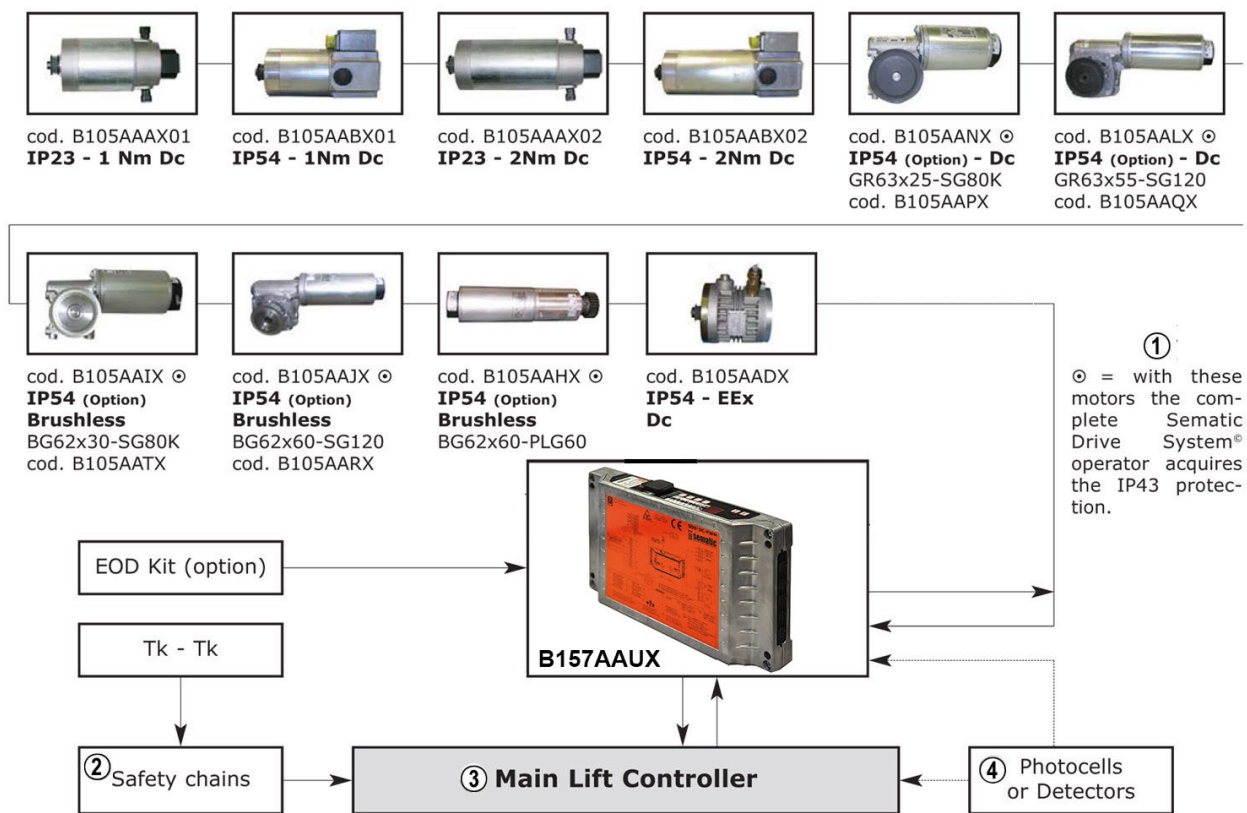 cod. B105AAAX01
IP23 - 1 Nm Dc
cod. B105AABX01
IP54 - 1Nm Dc
cod. B105AAAX02
IP23 - 2Nm Dc
cod. B105AABX02
IP54 - 2Nm Dc
cod. B105AANX ⊙
IP54 (Option) - Dc
GR63x25-SG80K
cod. B105AAPX
cod. B105AALX ⊙
IP54 (Option) - Dc
GR63x55-SG120
cod. B105AAQX
cod. B105AAIX ⊙
IP54 (Option)
Brushless
BG62x30-SG80K
cod. B105AATX
cod. B105AAJX ⊙
IP54 (Option)
Brushless
BG62x60-SG120
cod. B105AARX
cod. B105AAHX ⊙
IP54 (Option)
Brushless
BG62x60-PLG60
cod. B105AADX
IP54 - EEx
Dc
①
⊙ = with these
motors the com-
plete Sematic
Drive System©
operator acquires
the IP43 protec-
tion.
EOD Kit (option)
CE
sematic
B157AAUX
Tk - Tk
② Safety chains
③ Main Lift Controller
④ Photocells
or Detectors